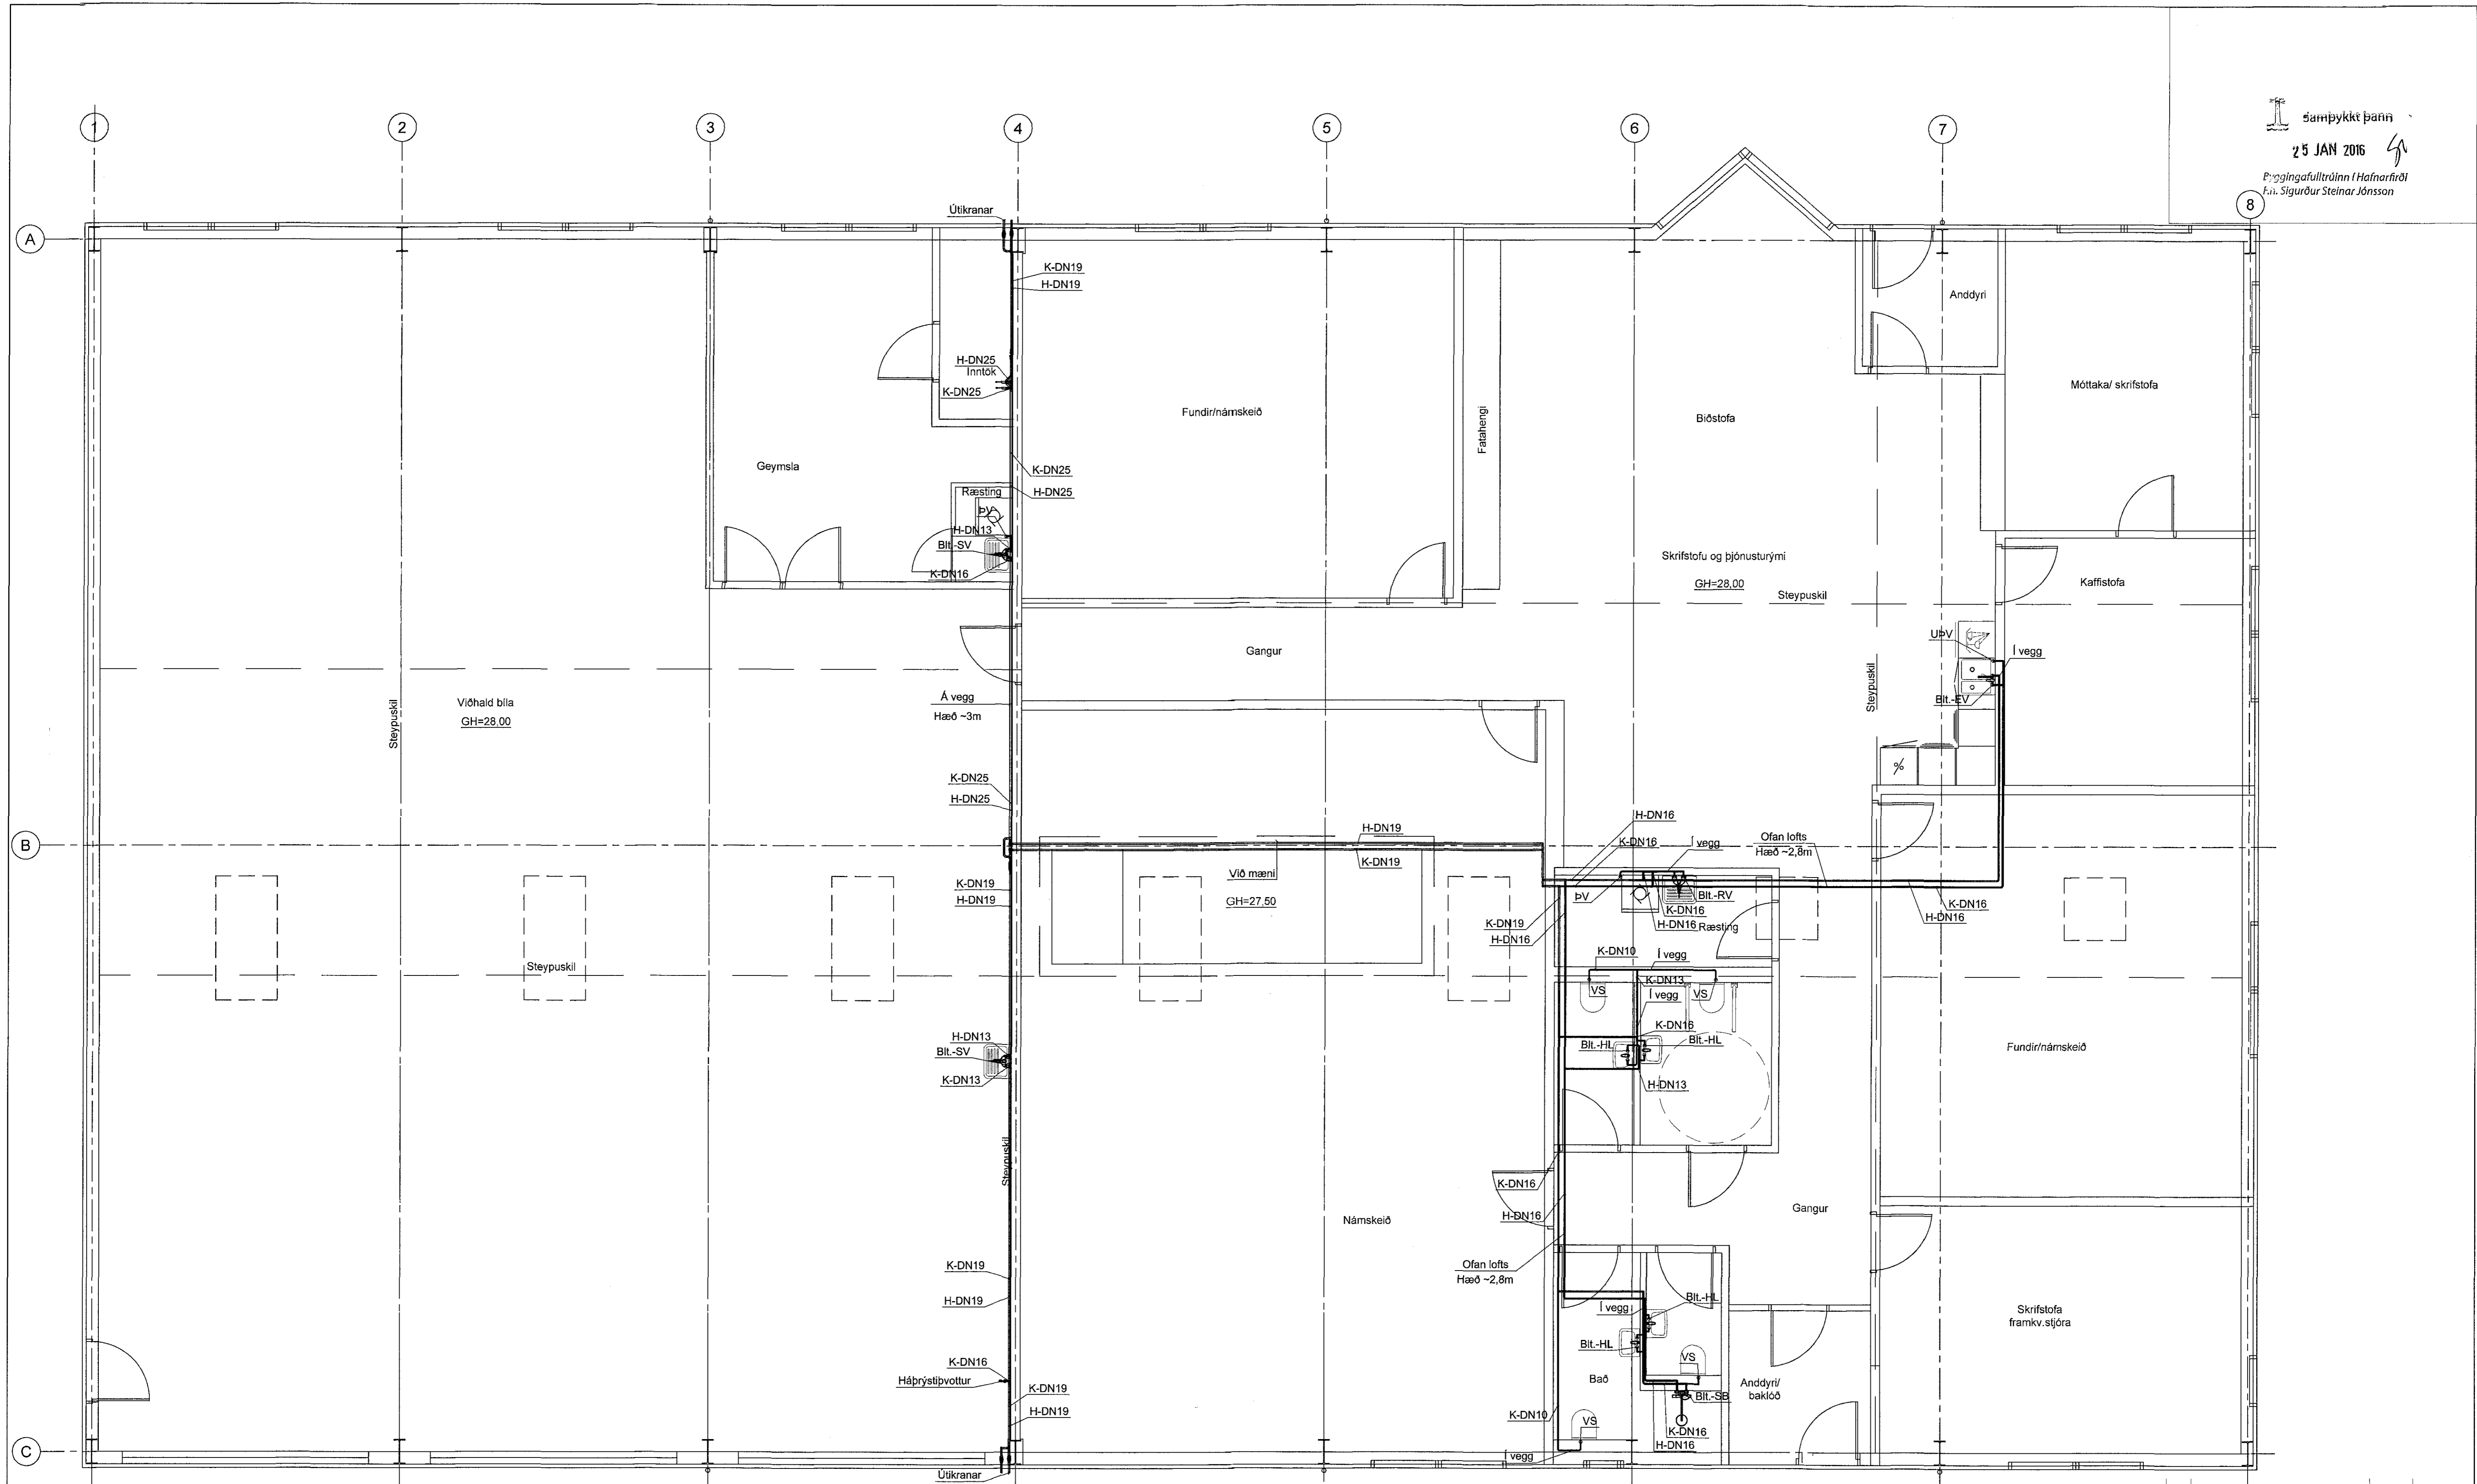 Samþykkt þann
25 JAN 2016
Byggingafulltrúinn í Hafnarfirði
F.h. Sigurður Steinar Jónsson
1
2
3
4
5
6
7
8
A
Útikranar
K-DN19
H-DN19
Anddyri
H-DN25
Inntök
K-DN25
Móttaka/ skrifstofa
Fundir/námskeið
Fatahengi
Biðstofa
Geymsla
K-DN25
H-DN25
Ræsting
ÞV
H-DN13
Blt.-SV
K-DN16
Skrifstofu og þjónusturými
GH=28,00
Steypuskil
Kaffistofa
UÞV
Í vegg
Blt.-EV
Gangur
Steypuskil
Á vegg
Hæð ~3m
Viðhald bíla
GH=28,00
Steypuskil
%
K-DN25
H-DN25
B
H-DN19
K-DN19
Við mæni
GH=27,50
H-DN16
K-DN16
Í vegg
Ofan lofts
Hæð ~2,8m
K-DN19
H-DN19
ÞV
Blt.-RV
K-DN16
H-DN16
Ræsting
K-DN16
H-DN16
K-DN19
H-DN16
K-DN10
Í vegg
Steypuskil
K-DN13
VS
Í vegg
VS
K-DN16
Blt.-HL
Blt.-HL
H-DN13
H-DN13
Blt.-SV
K-DN13
Fundir/námskeið
Steypuskil
K-DN16
H-DN16
Námskeið
Gangur
Ofan lofts
Hæð ~2,8m
K-DN19
H-DN19
Í vegg
Blt.-HL
Blt.-HL
Skrifstofa
framkv.stjóra
K-DN16
Háþrýstiþvottur
K-DN19
H-DN19
VS
Bað
Blt.-SB
Anddyri/
baklóð
K-DN10
VS
K-DN16
H-DN16
Í vegg
C
Útikranar